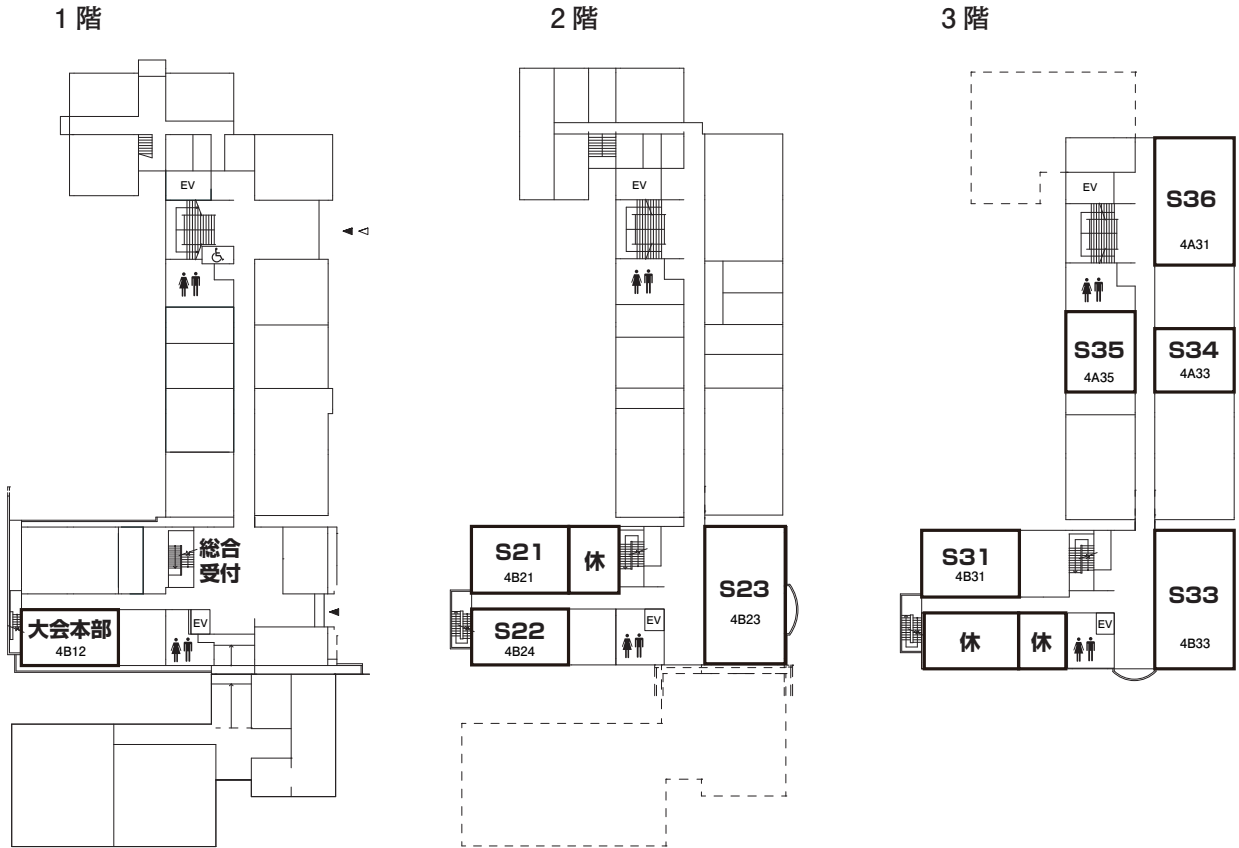 1階
EV
総合
受付
大会本部
4B12
EV
2階
EV
S21
4B21
休
S23
4B23
S22
4B24
EV
3階
EV
S36
4A31
S35
4A35
S34
4A33
S31
4B31
S33
4B33
休
休
EV